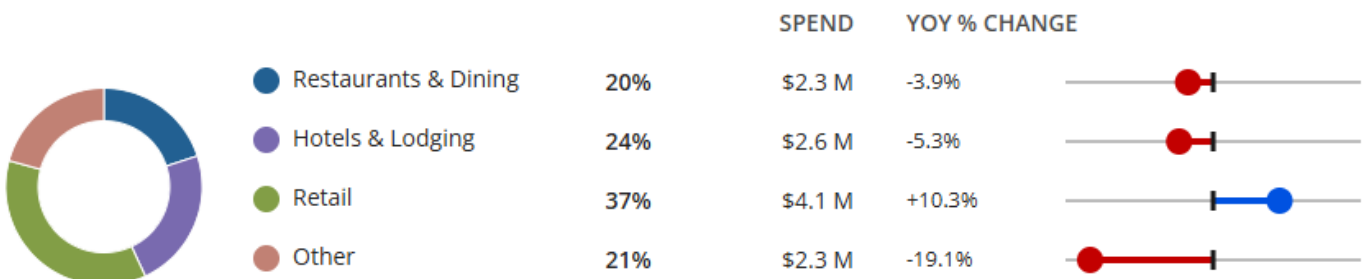 SPEND YOY % CHANGE
Restaurants & Dining 20% $2.3 M -3.9%
Hotels & Lodging 24% $2.6 M -5.3%
Retail 37% $4.1 M +10.3%
Other 21% $2.3 M -19.1%